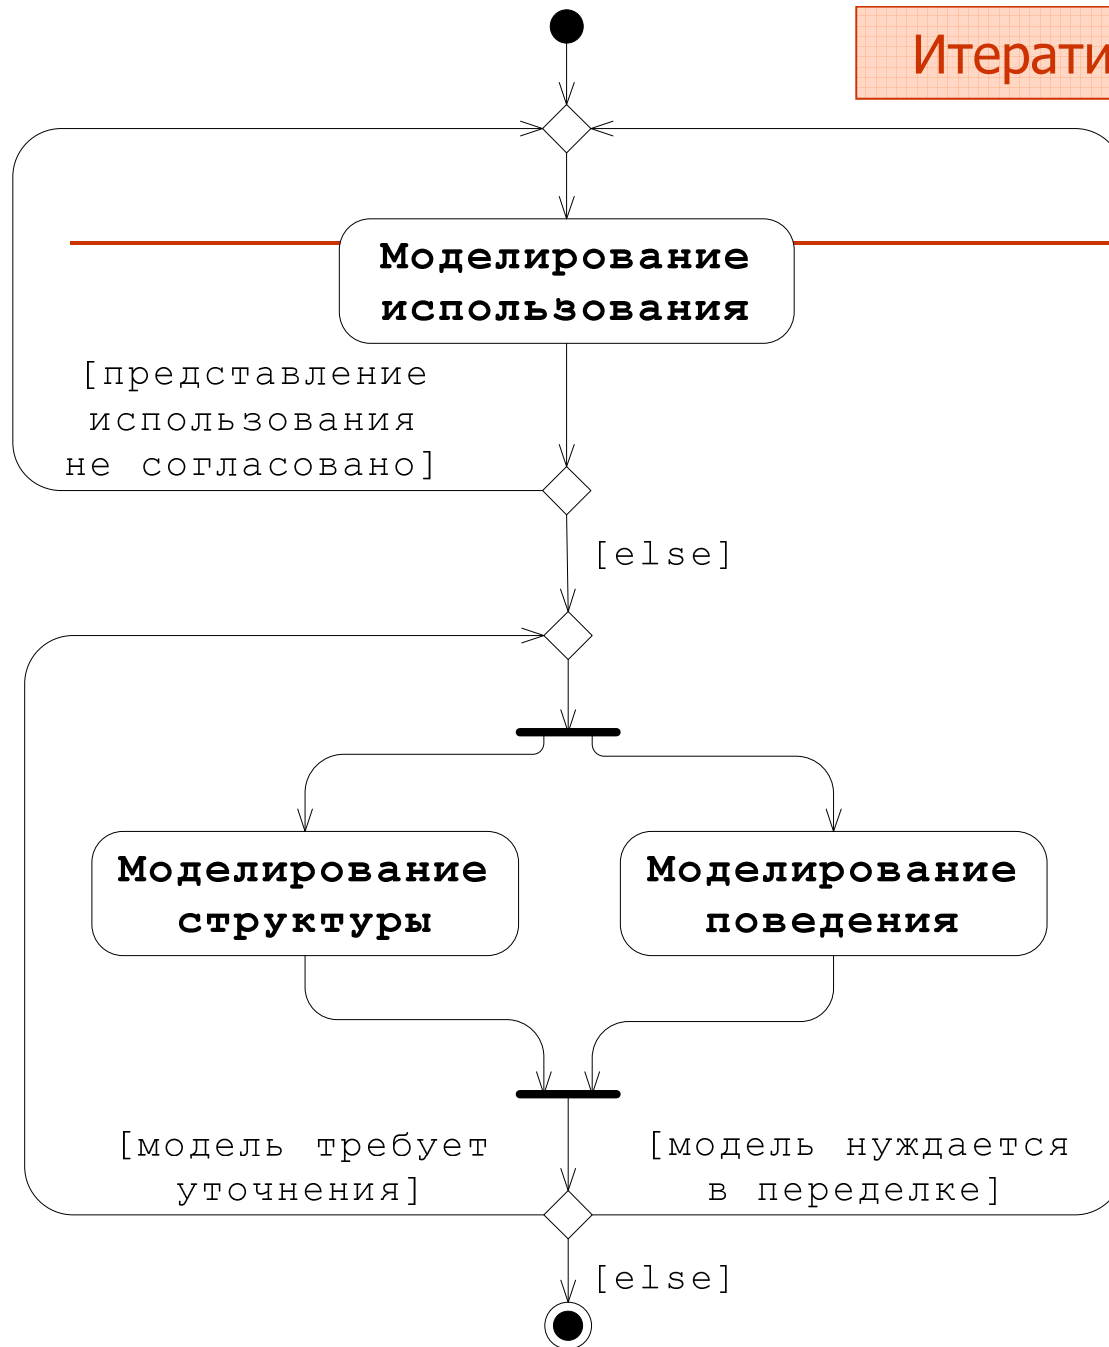 Итерати
Моделирование
использования
[представление
использования
не согласовано]
[else]
Моделирование
структуры
Моделирование
поведения
[модель требует
уточнения]
[модель нуждается
в переделке]
[else]